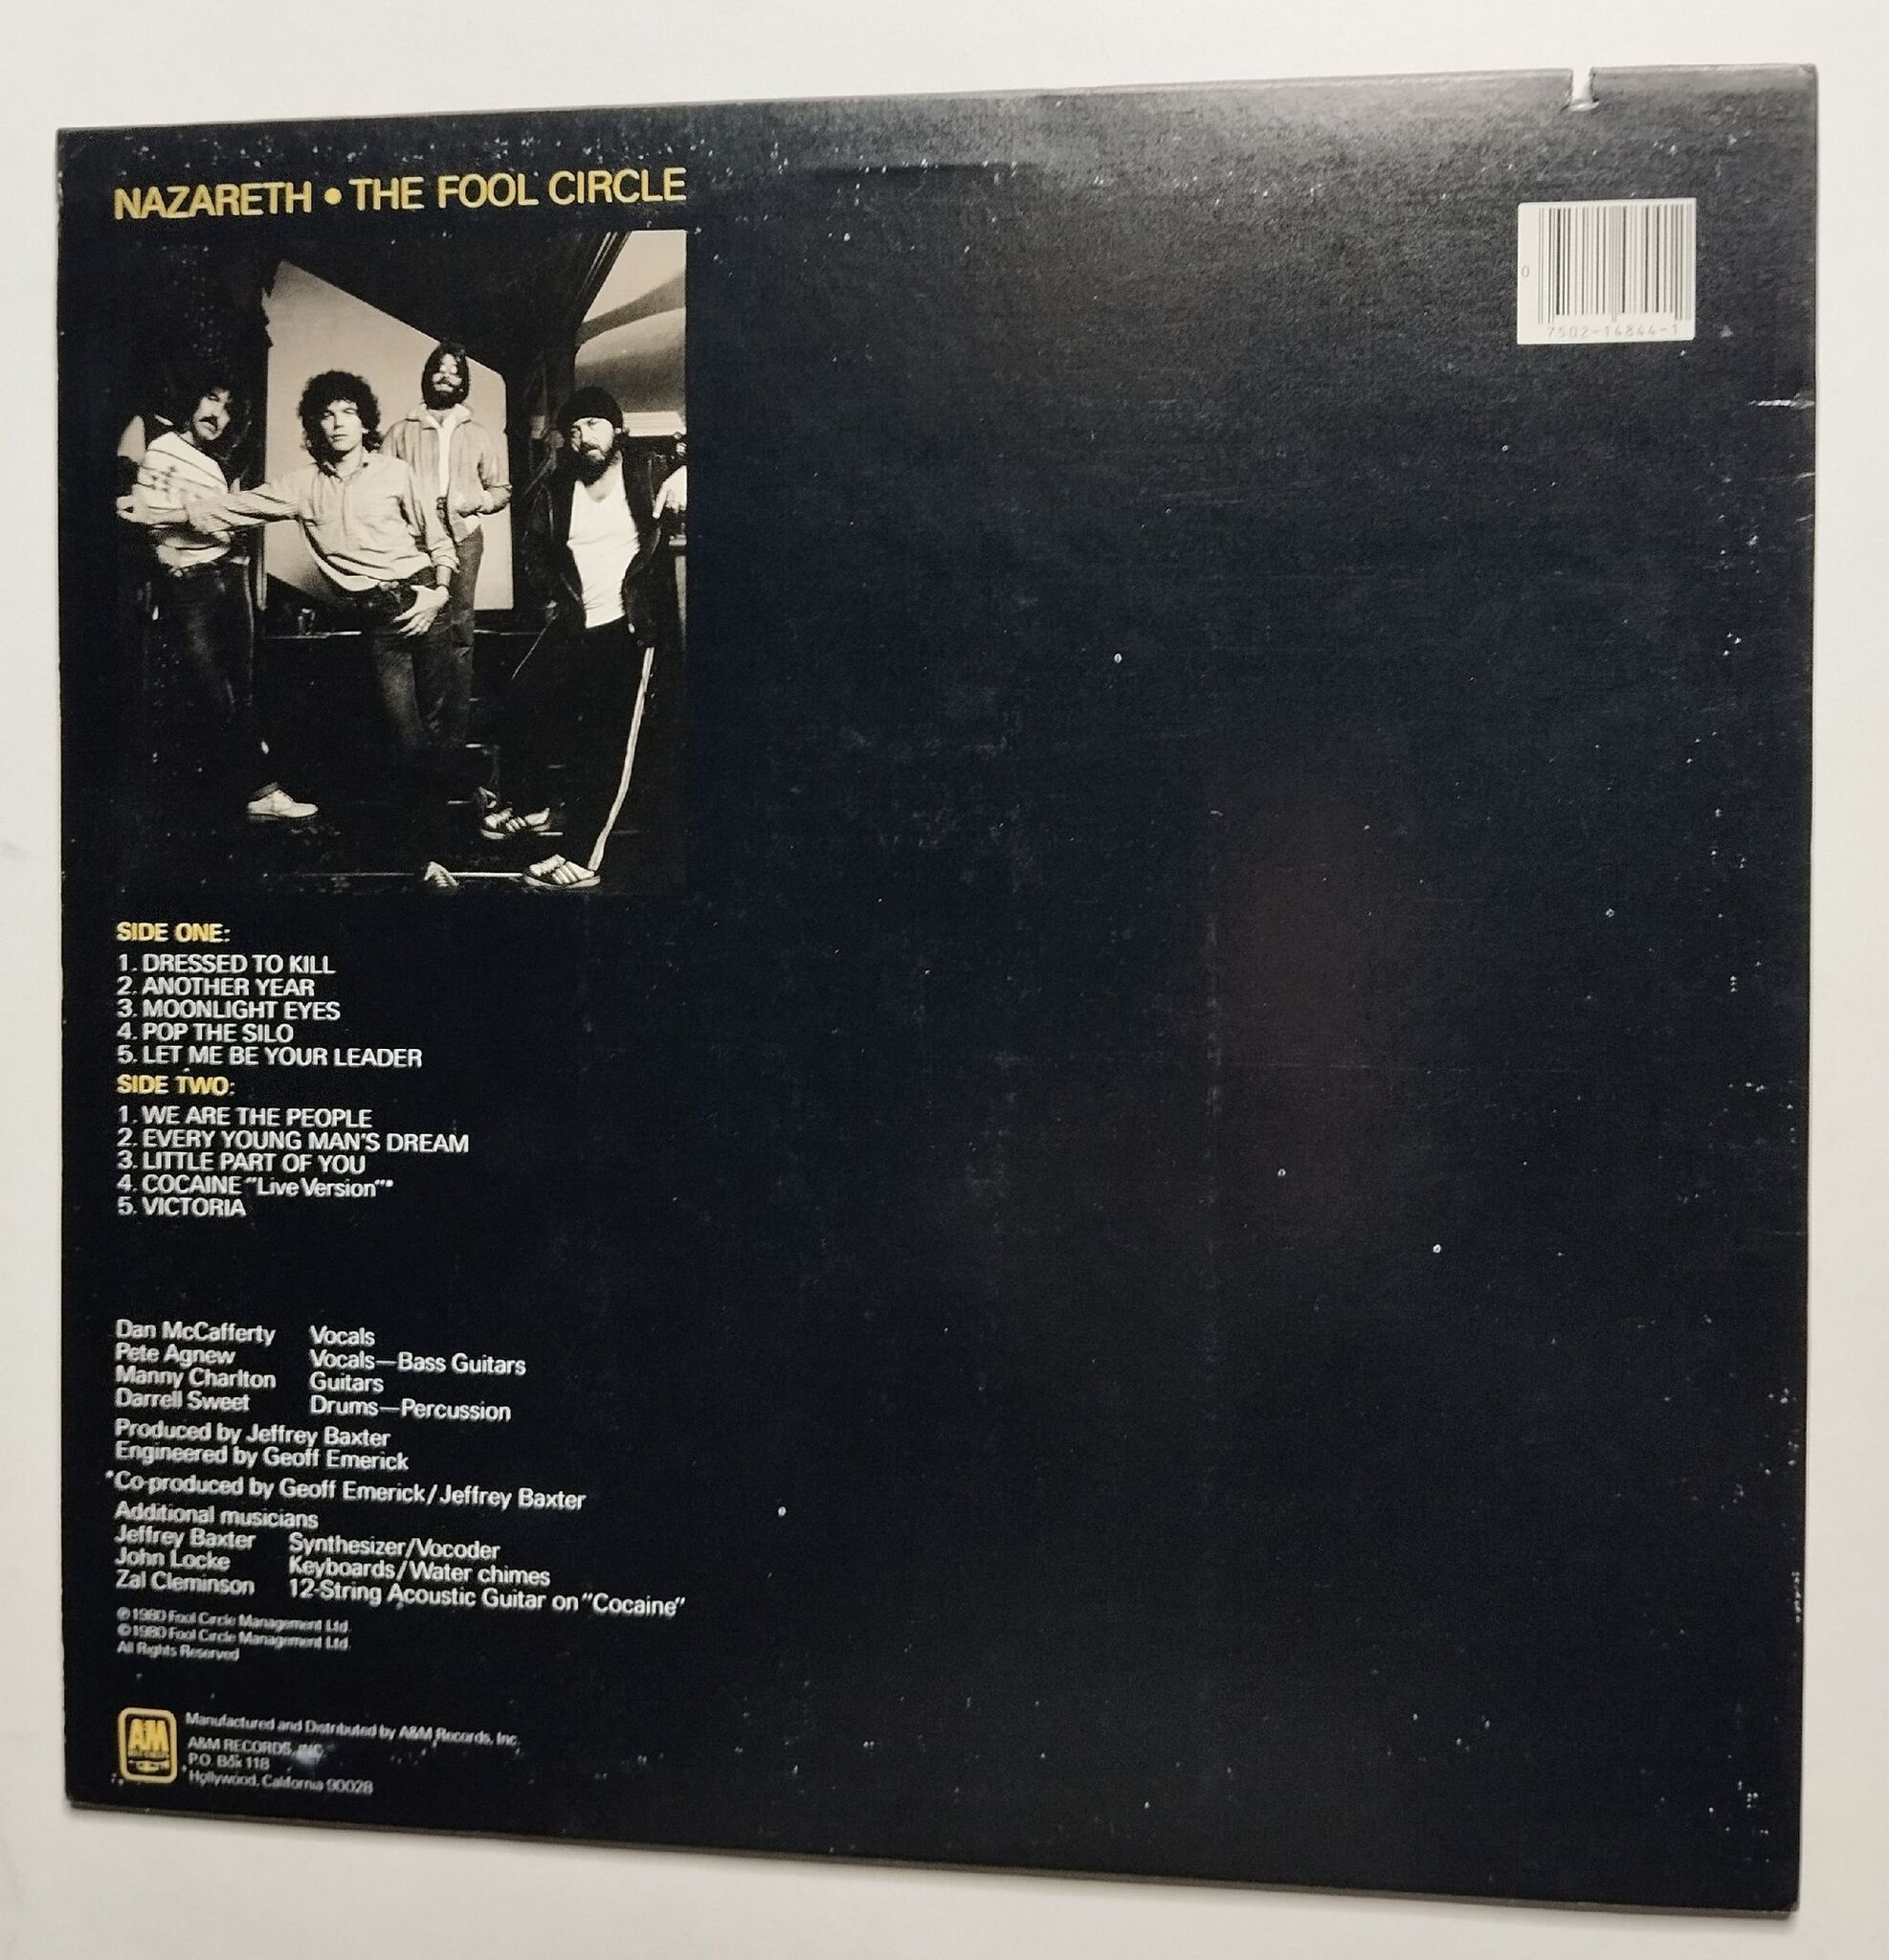 NAZARETH • THE FOOL CIRCLE
0
7502-14844-1
SIDE ONE:
1. DRESSED TO KILL
2. ANOTHER YEAR
3. MOONLIGHT EYES
4. POP THE SILO
5. LET ME BE YOUR LEADER
SIDE TWO:
1. WE ARE THE PEOPLE
2. EVERY YOUNG MAN'S DREAM
3. LITTLE PART OF YOU
4. COCAINE "Live Version"*
5. VICTORIA
Dan McCafferty Vocals
Pete Agnew Vocals—Bass Guitars
Manny Charlton Guitars
Darrell Sweet Drums—Percussion
Produced by Jeffrey Baxter
Engineered by Geoff Emerick
*Co-produced by Geoff Emerick/Jeffrey Baxter
Additional musicians
Jeffrey Baxter Synthesizer/Vocoder
John Locke Keyboards/Water chimes
Zal Cleminson 12-String Acoustic Guitar on "Cocaine"
℗ 1980 Fool Circle Management Ltd.
© 1980 Fool Circle Management Ltd.
All Rights Reserved
A&M
Manufactured and Distributed by A&M Records, Inc.
A&M RECORDS, INC.
P.O. Box 118
Hollywood, California 90028